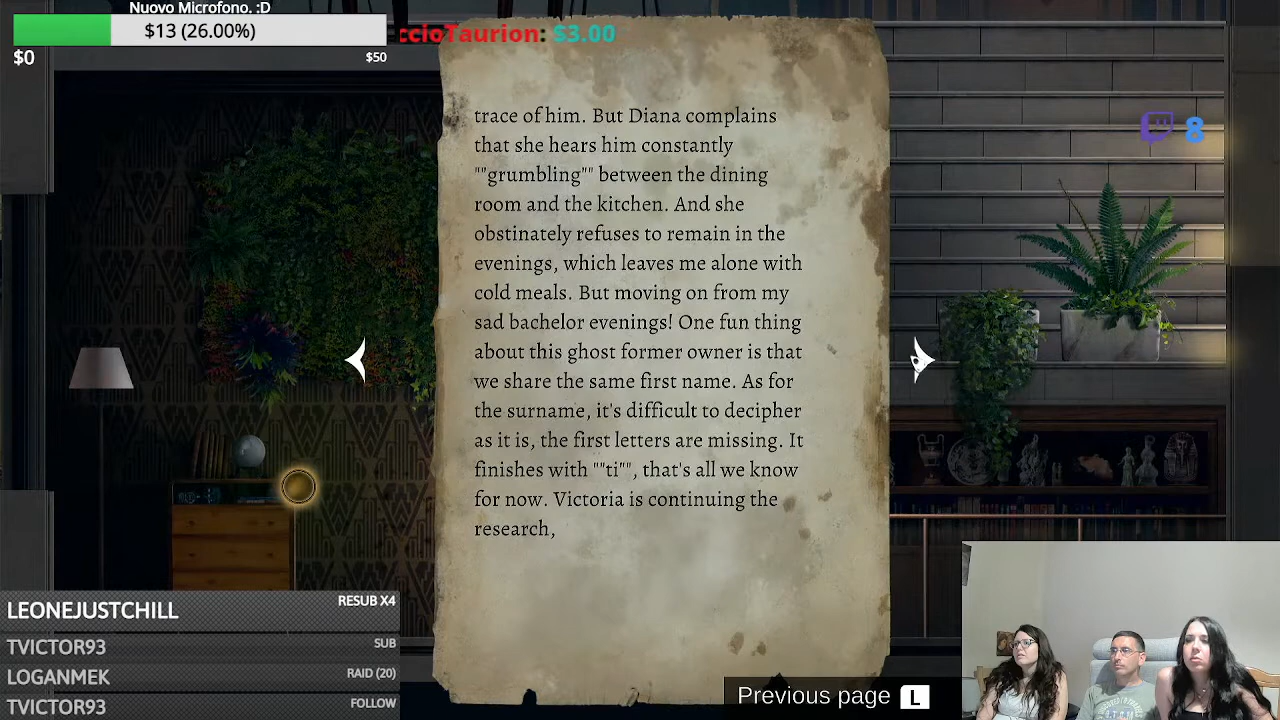 Nuovo Microfono. :D
$13 (26.00%)
$0
$50
ccioTaurion: $3.00
8
trace of him. But Diana complains
that she hears him constantly
""grumbling"" between the dining
room and the kitchen. And she
obstinately refuses to remain in the
evenings, which leaves me alone with
cold meals. But moving on from my
sad bachelor evenings! One fun thing
about this ghost former owner is that
we share the same first name. As for
the surname, it's difficult to decipher
as it is, the first letters are missing. It
finishes with ""ti"", that's all we know
for now. Victoria is continuing the
research,
Previous page L
LEONEJUSTCHILL RESUB X4
TVICTOR93 SUB
LOGANMEK RAID (20)
TVICTOR93 FOLLOW